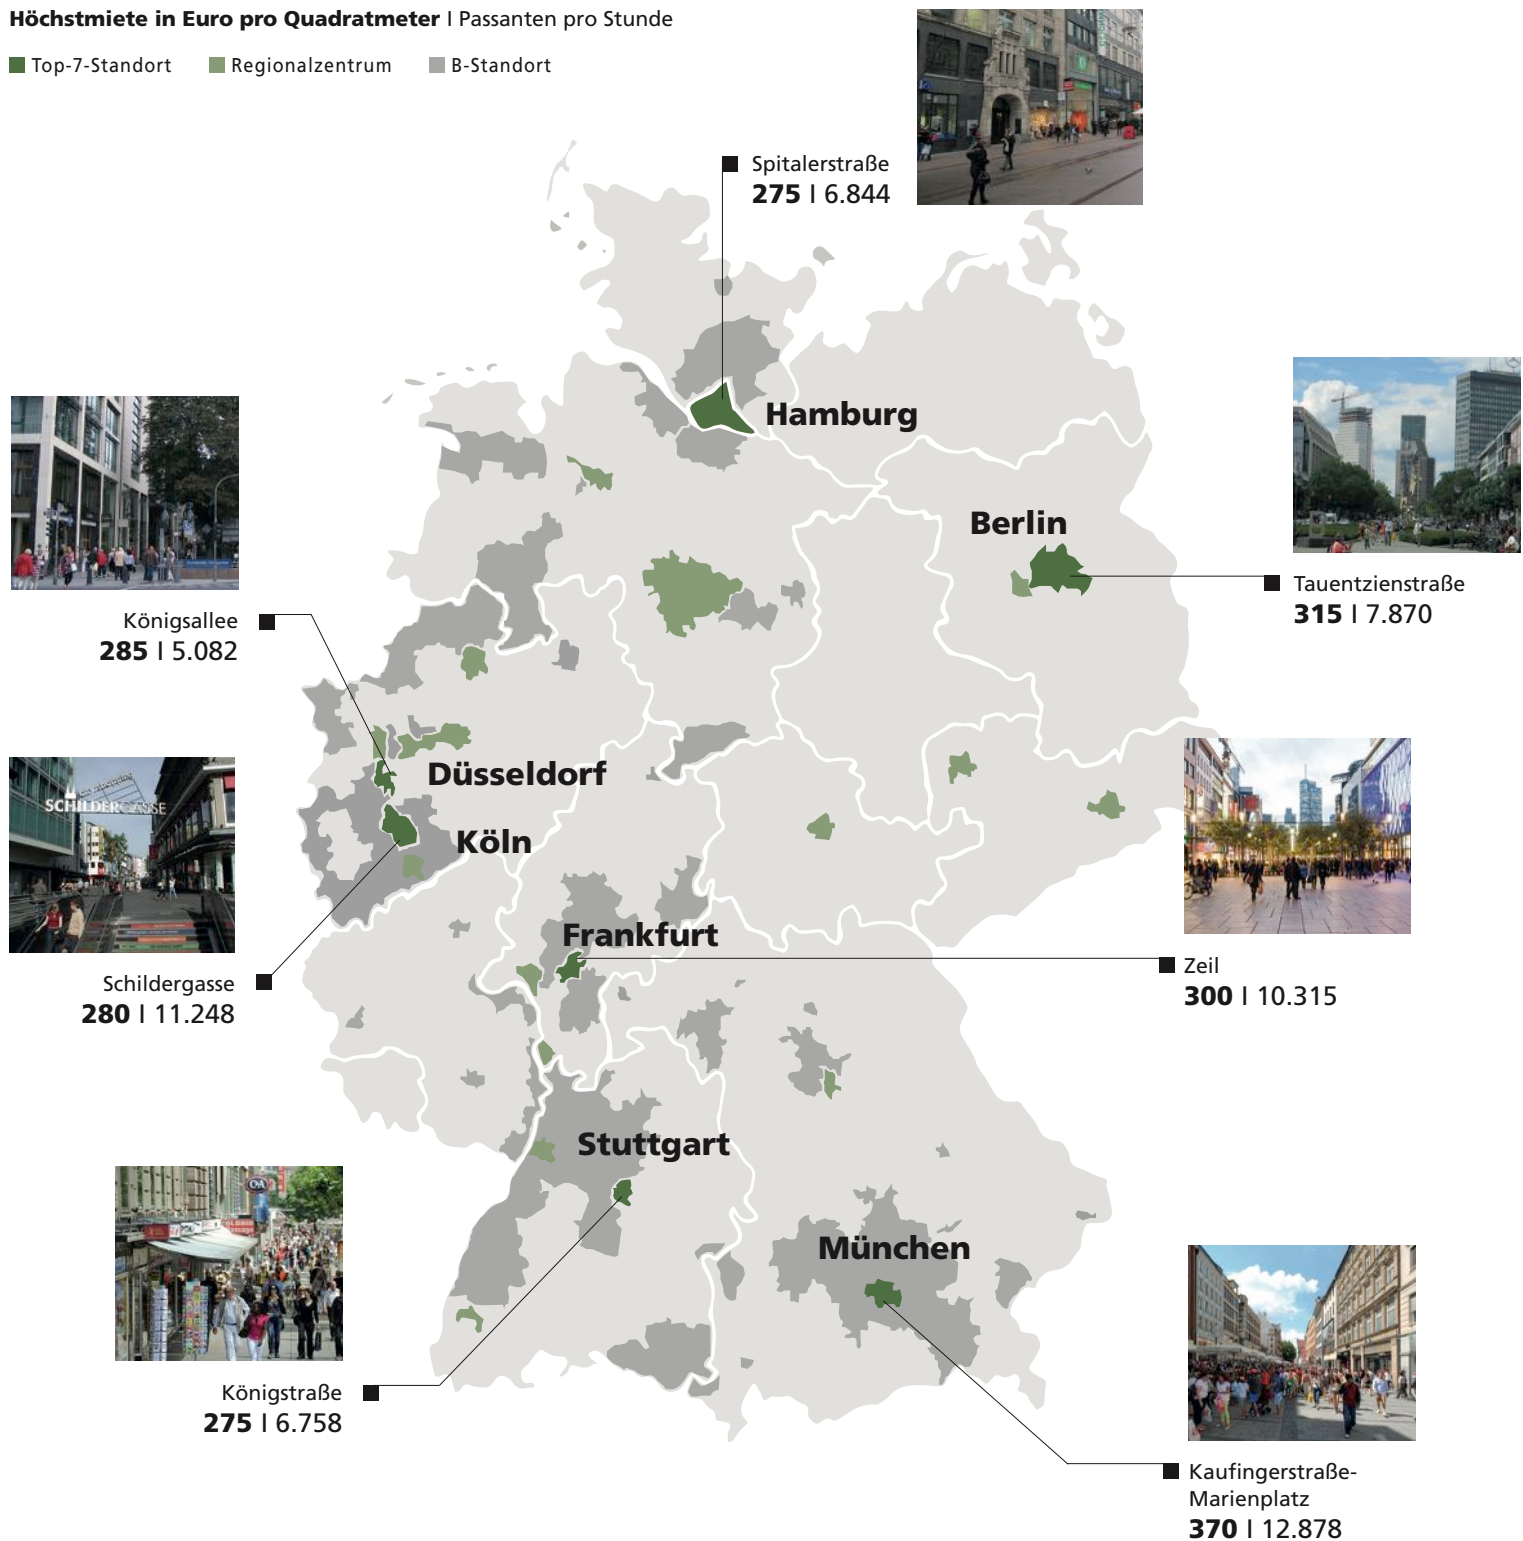 Höchstmiete in Euro pro Quadratmeter I Passanten pro Stunde
Top-7-Standort Regionalzentrum B-Standort
Spitalerstraße
275 I 6.844
Hamburg
Berlin
Tauentzienstraße
315 I 7.870
Königsallee
285 I 5.082
Düsseldorf
SCHILDERGASSE
Köln
Schildergasse
280 I 11.248
Frankfurt
Zeil
300 I 10.315
Stuttgart
C&A
Königstraße
275 I 6.758
München
Kaufingerstraße-
Marienplatz
370 I 12.878